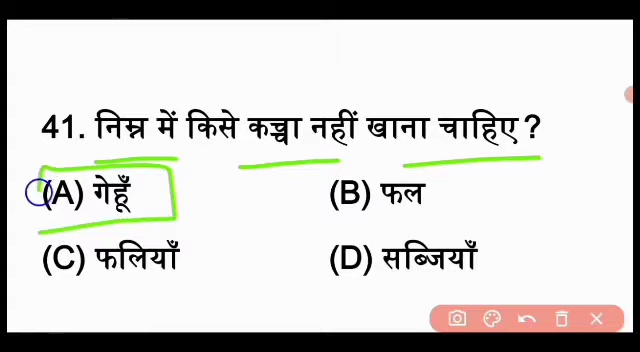 41. निम्न में किसे कच्चा नहीं खाना चाहिए ?
(A) गेहूँ (B) फल
(C) फलियाँ (D) सब्जियाँ